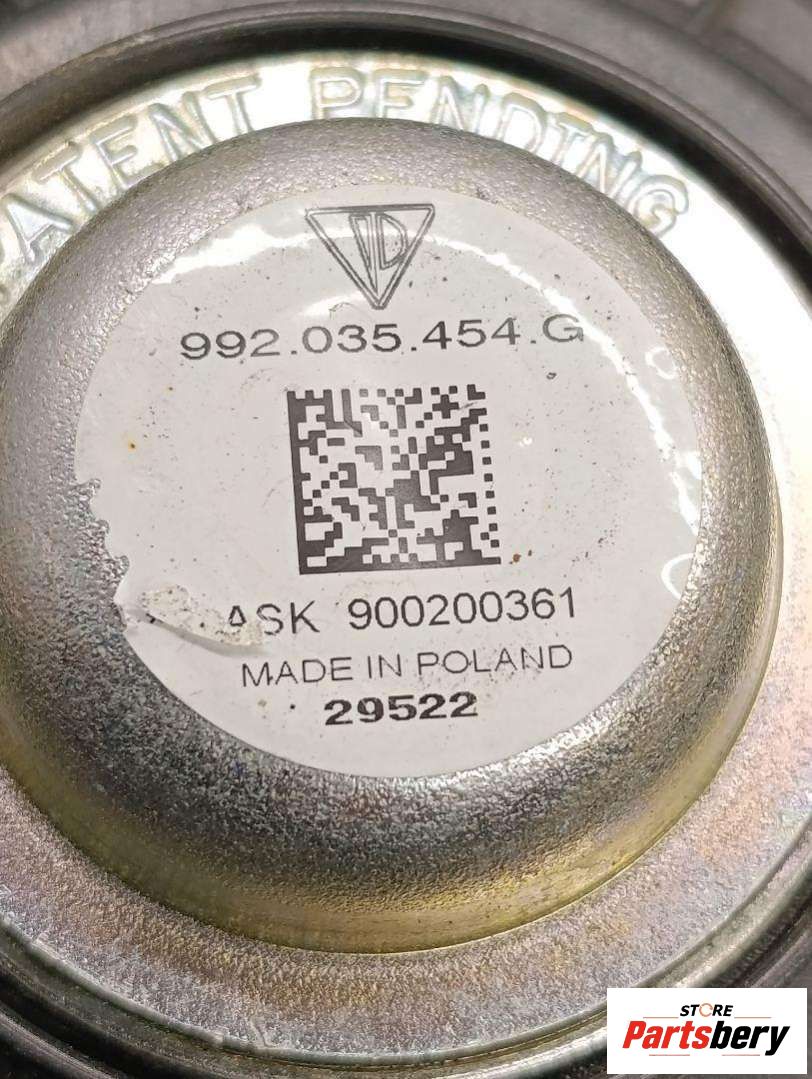 PATENT PENDING
992.035.454.G
ASK 900200361
MADE IN POLAND
29522
STORE
Partsbery